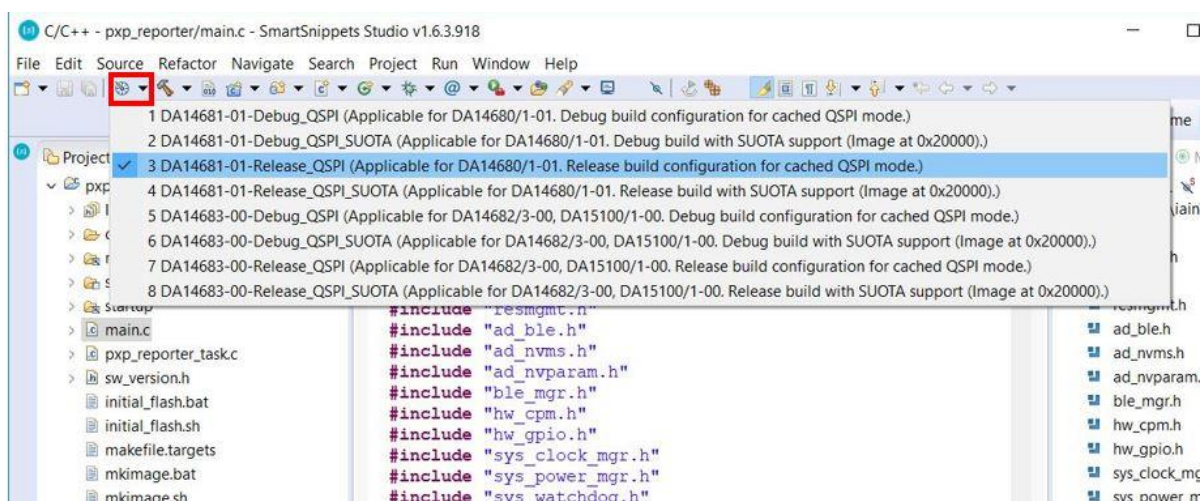 C/C++ - pxp_reporter/main.c - SmartSnippets Studio v1.6.3.918
File Edit Source Refactor Navigate Search Project Run Window Help
1 DA14681-01-Debug_QSPI (Applicable for DA14680/1-01. Debug build configuration for cached QSPI mode.)
2 DA14681-01-Debug_QSPI_SUOTA (Applicable for DA14680/1-01. Debug build with SUOTA support (Image at 0x20000).)
3 DA14681-01-Release_QSPI (Applicable for DA14680/1-01. Release build configuration for cached QSPI mode.)
4 DA14681-01-Release_QSPI_SUOTA (Applicable for DA14680/1-01. Release build with SUOTA support (Image at 0x20000).)
5 DA14683-00-Debug_QSPI (Applicable for DA14682/3-00, DA15100/1-00. Debug build configuration for cached QSPI mode.)
6 DA14683-00-Debug_QSPI_SUOTA (Applicable for DA14682/3-00, DA15100/1-00. Debug build with SUOTA support (Image at 0x20000).)
7 DA14683-00-Release_QSPI (Applicable for DA14682/3-00, DA15100/1-00. Release build configuration for cached QSPI mode.)
8 DA14683-00-Release_QSPI_SUOTA (Applicable for DA14682/3-00, DA15100/1-00. Release build with SUOTA support (Image at 0x20000).)
Project
pxp
startup
main.c
pxp_reporter_task.c
sw_version.h
initial_flash.bat
initial_flash.sh
makefile.targets
mkimage.bat
mkimage.sh
#include "resmgmt.h"
#include "ad_ble.h"
#include "ad_nvms.h"
#include "ad_nvparam.h"
#include "ble_mgr.h"
#include "hw_cpm.h"
#include "hw_gpio.h"
#include "sys_clock_mgr.h"
#include "sys_power_mgr.h"
#include "sys_watchdog.h"
me
resmgmt.h
ad_ble.h
ad_nvms.h
ad_nvparam.
ble_mgr.h
hw_cpm.h
hw_gpio.h
sys_clock_mg
sys_power_m